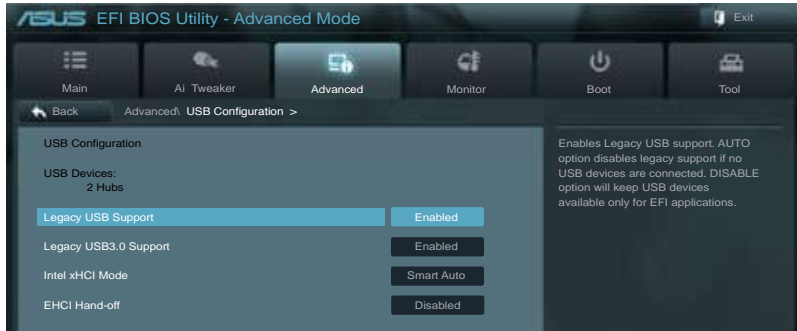 ASUS EFI BIOS Utility - Advanced Mode
Exit
Main
Ai Tweaker
Advanced
Monitor
Boot
Tool
Back
Advanced\ USB Configuration >
USB Configuration
USB Devices:
2 Hubs
Legacy USB Support Enabled
Legacy USB3.0 Support Enabled
Intel xHCI Mode Smart Auto
EHCI Hand-off Disabled
Enables Legacy USB support. AUTO
option disables legacy support if no
USB devices are connected. DISABLE
option will keep USB devices
available only for EFI applications.